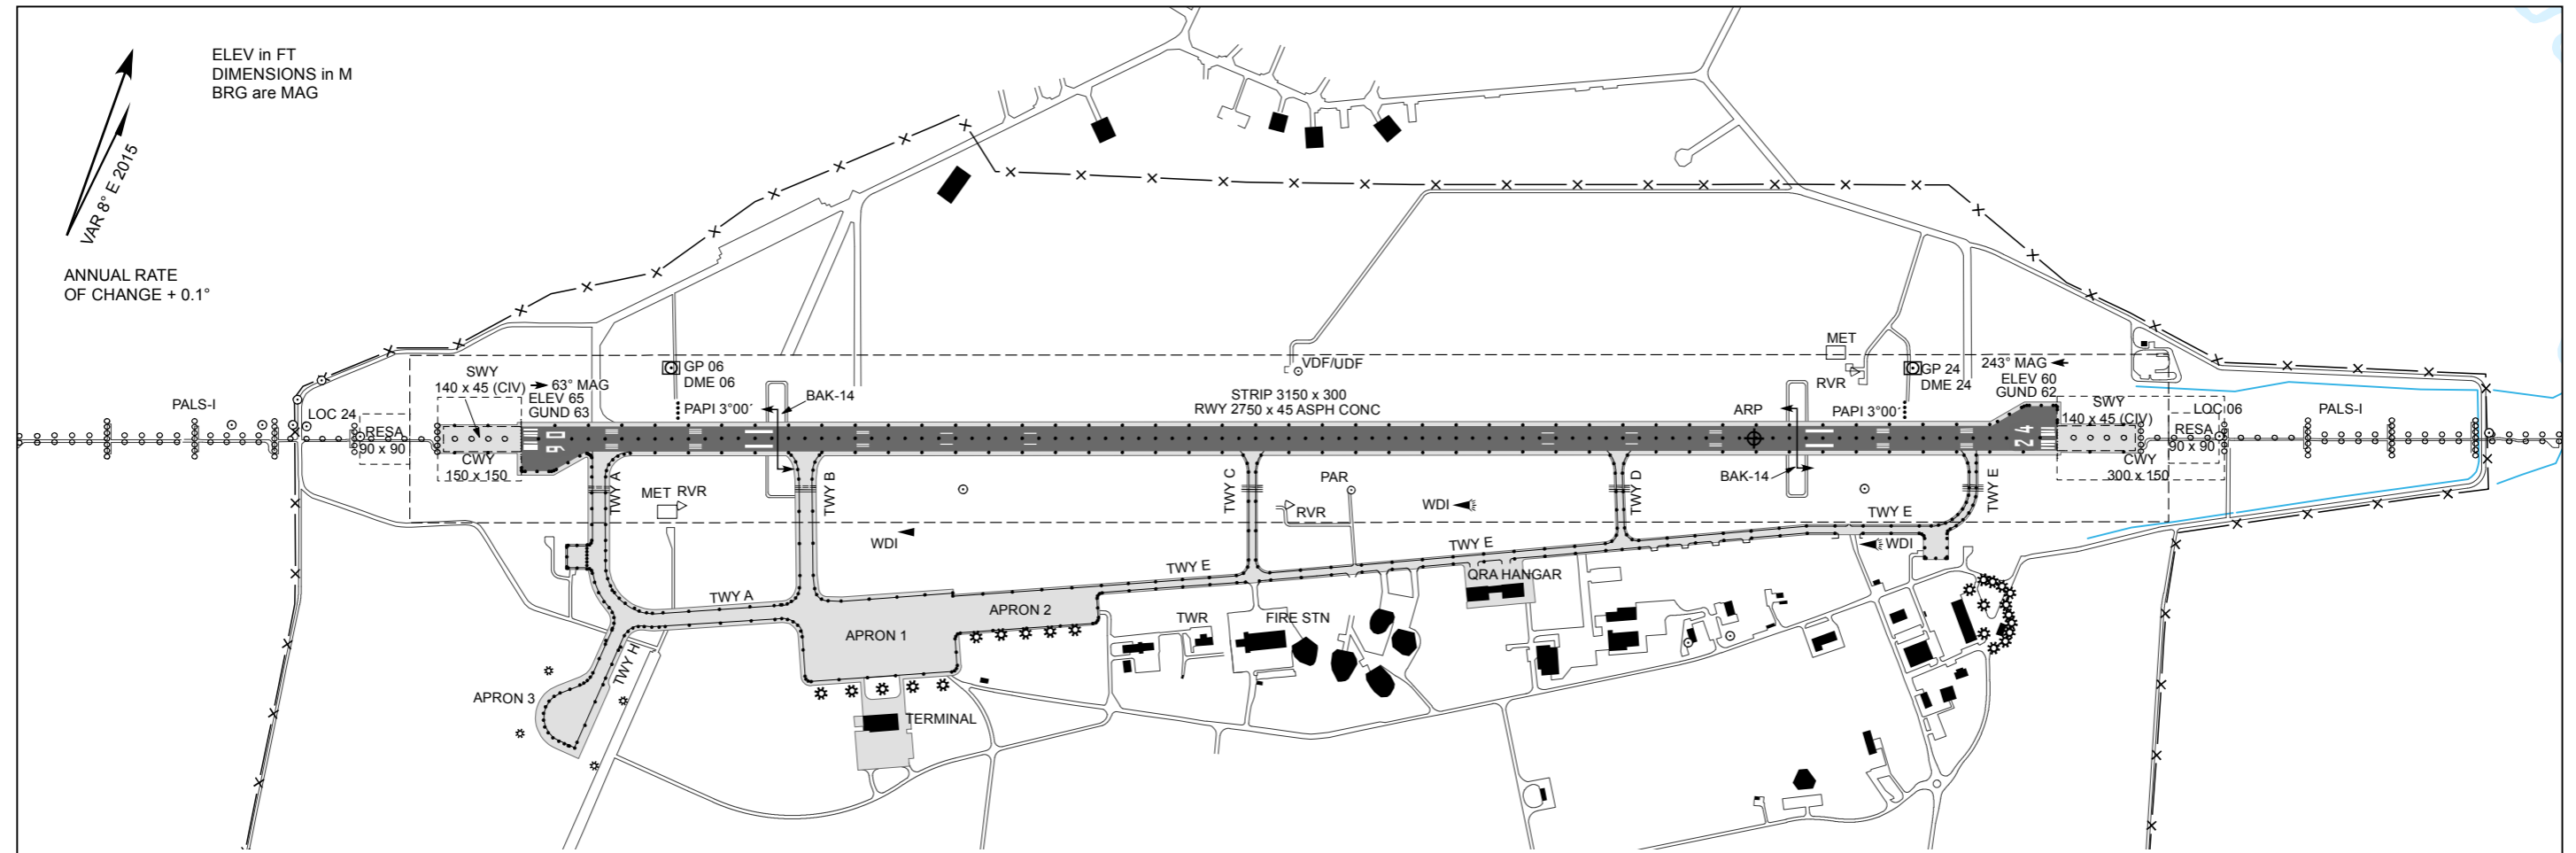 ELEV in FT
DIMENSIONS in M
BRG are MAG
VAR 8° E 2015
ANNUAL RATE
OF CHANGE + 0.1°
PALS-I
LOC 24
RESA
90 x 90
SWY
140 x 45 (CIV)
63° MAG
ELEV 65
GUND 63
CWY
150 x 150
06
GP 06
DME 06
PAPI 3°00´
BAK-14
VDF/UDF
STRIP 3150 x 300
RWY 2750 x 45 ASPH CONC
MET
RVR
GP 24
DME 24
243° MAG
ELEV 60
GUND 62
ARP
PAPI 3°00´
BAK-14
24
SWY
140 x 45 (CIV)
LOC 06
RESA
90 x 90
CWY
300 x 150
PALS-I
TWY A
MET
RVR
TWY B
WDI
TWY C
RVR
PAR
WDI
TWY D
TWY E
TWY E
WDI
TWY E
TWY E
TWY A
TWY H
APRON 1
APRON 2
APRON 3
TERMINAL
TWR
FIRE STN
QRA HANGAR